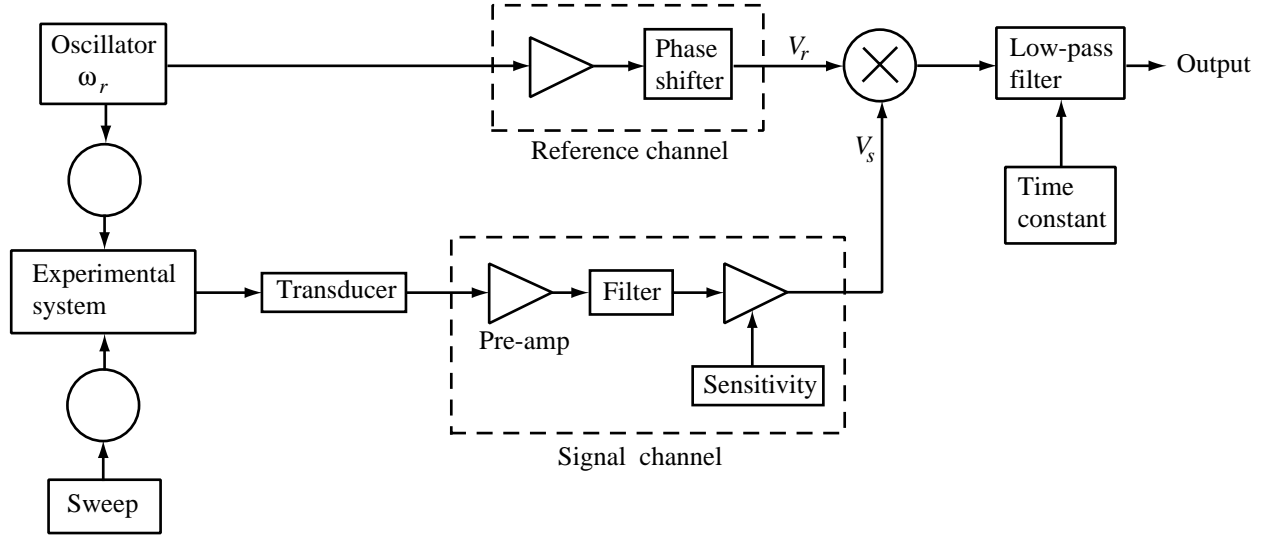 Oscillator
ω_r
Phase
shifter
V_r
Low-pass
filter
Output
Reference channel
V_s
Time
constant
Experimental
system
Transducer
Filter
Pre-amp
Sensitivity
Signal channel
Sweep